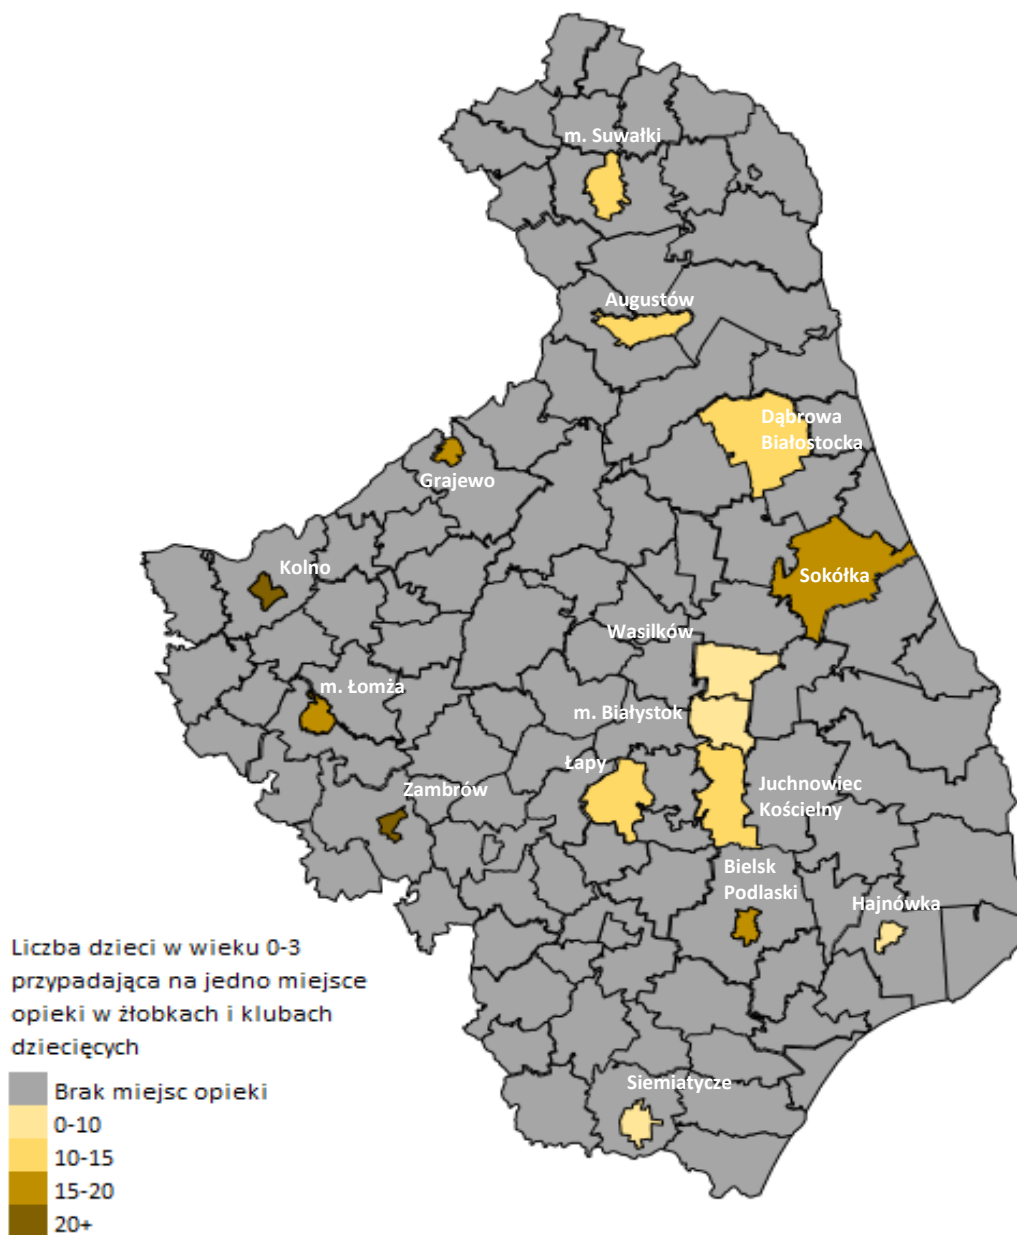 m. Suwałki
Augustów
Dąbrowa
Białostocka
Grajewo
Kolno
Sokółka
Wasilków
m. Łomża
m. Białystok
Łapy
Zambrów
Juchnowiec
Kościelny
Bielsk
Podlaski
Hajnówka
Siemiatycze
Liczba dzieci w wieku 0-3
przypadająca na jedno miejsce
opieki w żłobkach i klubach
dziecięcych
Brak miejsc opieki
0-10
10-15
15-20
20+